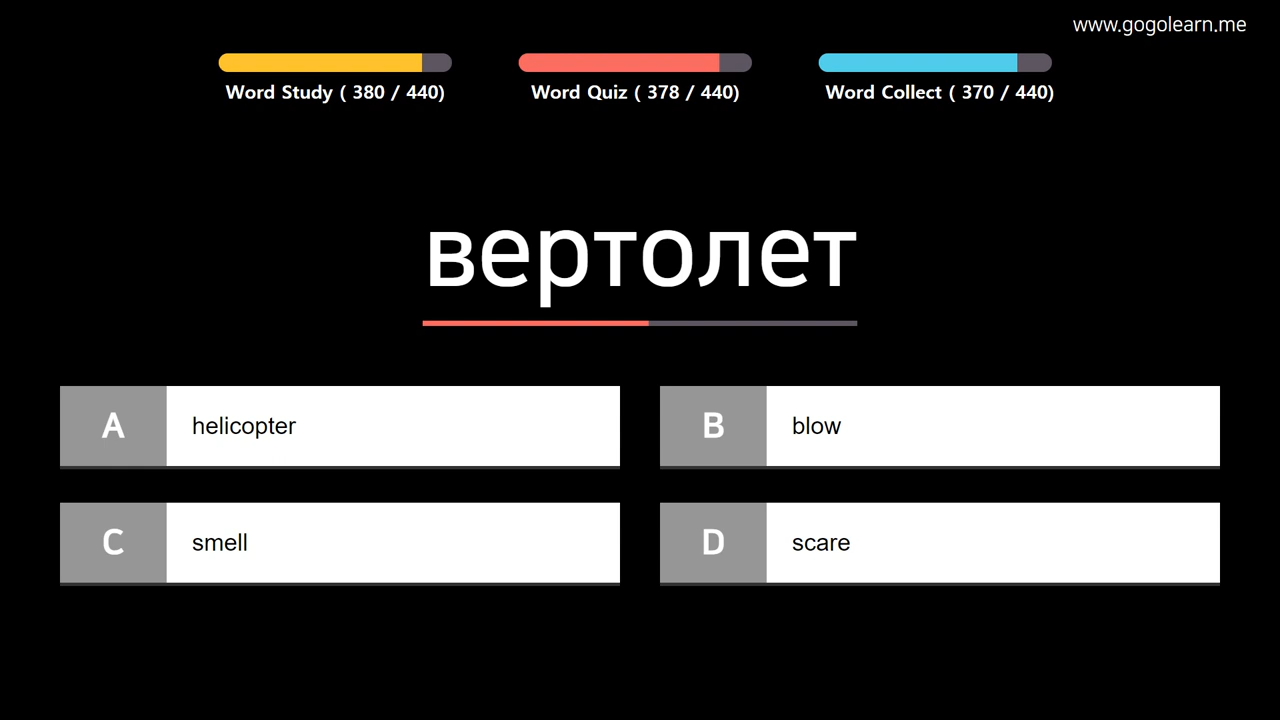 www.gogolearn.me
Word Study ( 380 / 440)
Word Quiz ( 378 / 440)
Word Collect ( 370 / 440)
вертолет
A helicopter
B blow
C smell
D scare